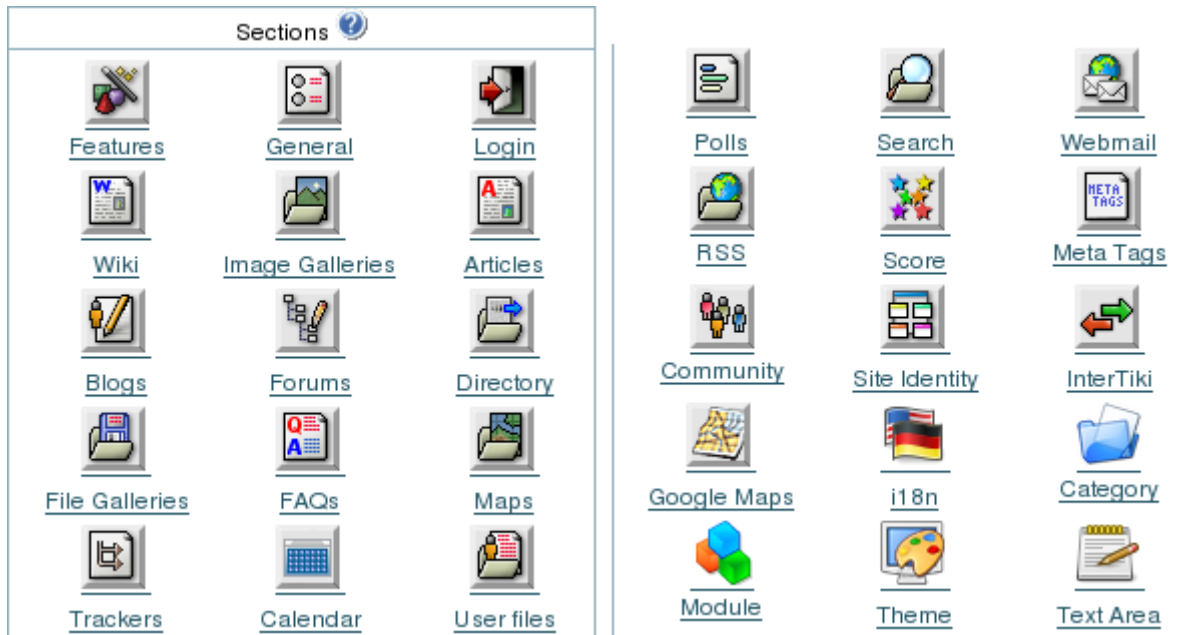 Sections ?
Features General Login
Wiki Image Galleries Articles
Blogs Forums Directory
File Galleries FAQs Maps
Trackers Calendar User files
Polls Search Webmail
META
TAGS
RSS Score Meta Tags
Community Site Identity InterTiki
Google Maps i18n Category
Module Theme Text Area
W
A
Q
A